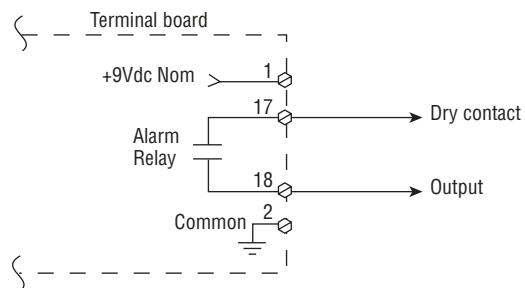 Terminal board
+9Vdc Nom
1
17
Dry contact
Alarm
Relay
18
Output
Common
2